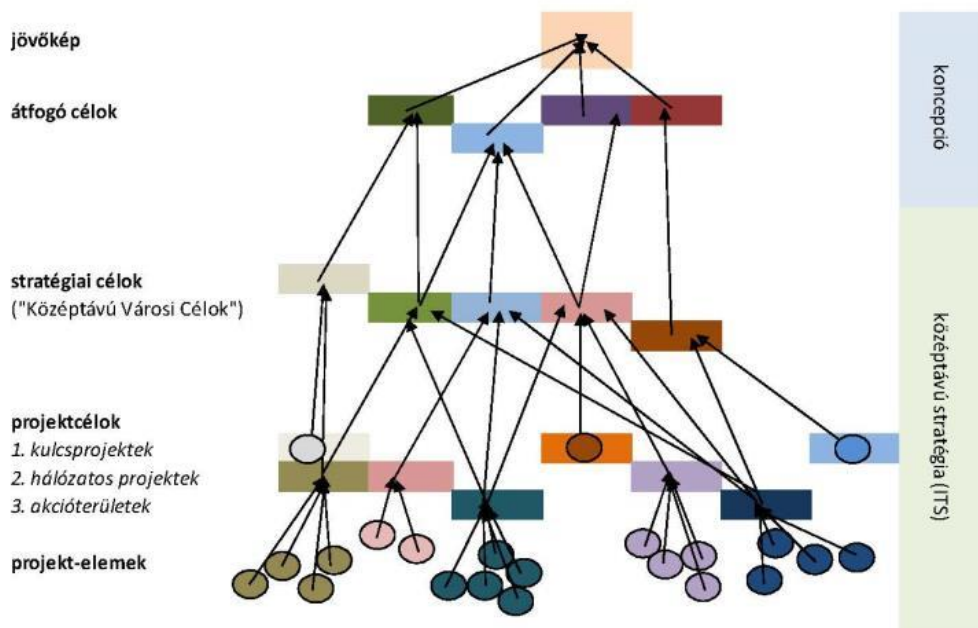 jövőkép
átfogó célok
stratégiai célok
("Középtávú Városi Célok")
projektcélok
1. kulcsprojektek
2. hálózatos projektek
3. akcióterületek
projekt-elemek
koncepció
középtávú stratégia (ITS)